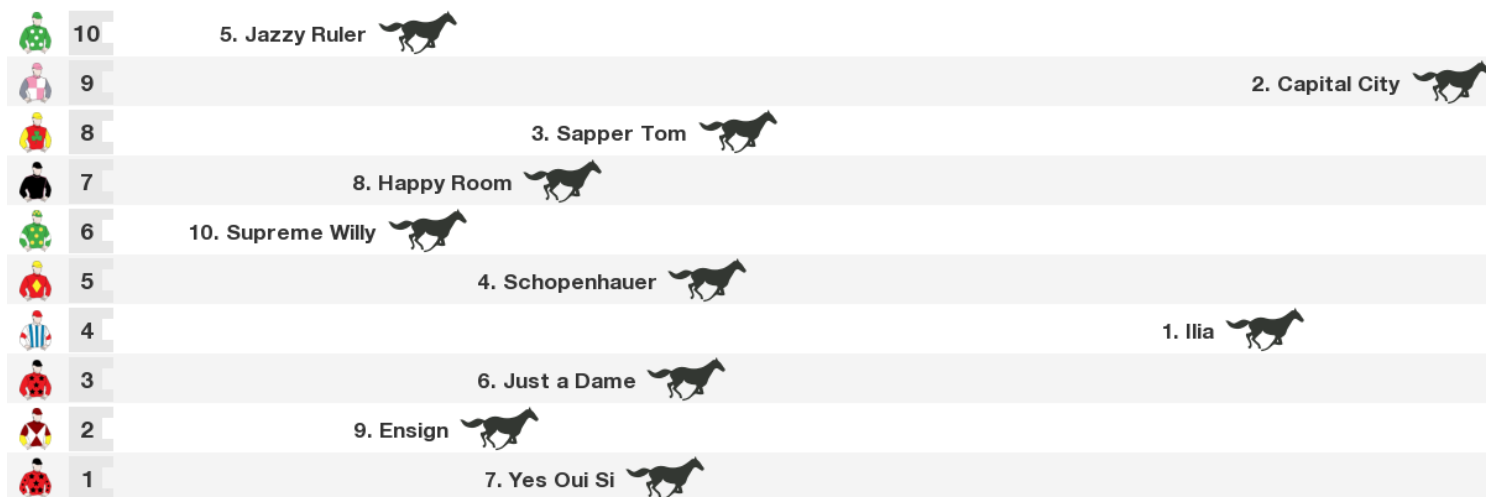 10 5. Jazzy Ruler
9 2. Capital City
8 3. Sapper Tom
7 8. Happy Room
6 10. Supreme Willy
5 4. Schopenhauer
4 1. Ilia
3 6. Just a Dame
2 9. Ensign
1 7. Yes Oui Si